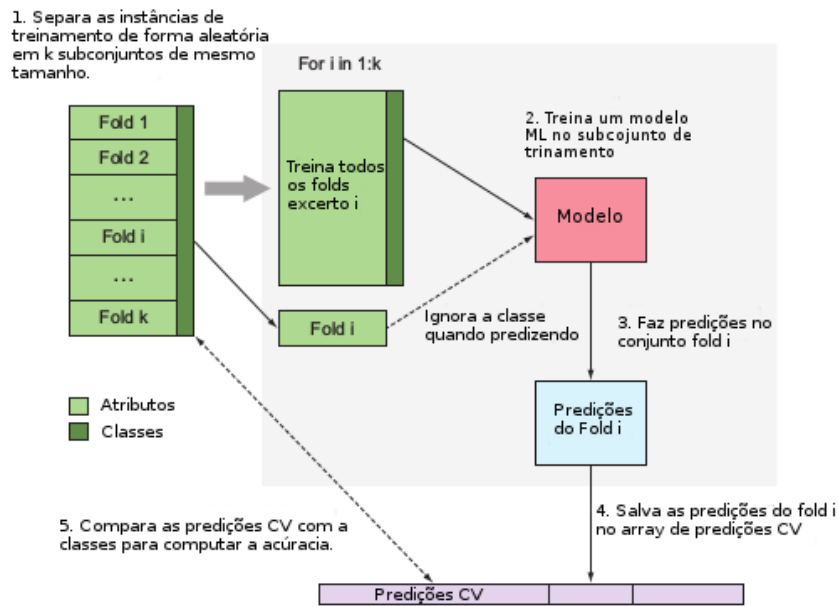 1. Separa as instâncias de
treinamento de forma aleatória
em k subconjuntos de mesmo
tamanho.
For i in 1:k
Fold 1
Fold 2
...
Fold i
...
Fold k
Treina todos
os folds
excerto i
2. Treina um modelo
ML no subcojunto de
trinamento
Modelo
Fold i
Ignora a classe
quando predizendo
3. Faz predições no
conjunto fold i
Atributos
Classes
Predições
do Fold i
5. Compara as predições CV com a
classes para computar a acúracia.
4. Salva as predições do fold i
no array de predições CV
Predições CV